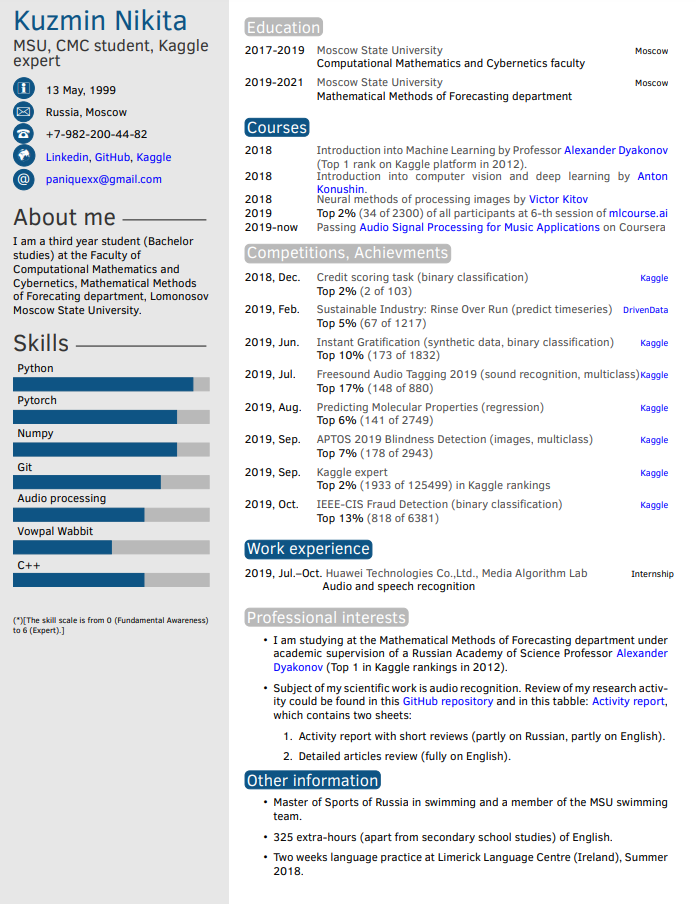 Kuzmin Nikita
MSU, CMC student, Kaggle
expert
13 May, 1999
Russia, Moscow
+7-982-200-44-82
Linkedin, GitHub, Kaggle
paniquexx@gmail.com
About me
I am a third year student (Bachelor
studies) at the Faculty of
Computational Mathematics and
Cybernetics, Mathematical Methods
of Forecating department, Lomonosov
Moscow State University.
Skills
Python
Pytorch
Numpy
Git
Audio processing
Vowpal Wabbit
C++
(*)[The skill scale is from 0 (Fundamental Awareness)
to 6 (Expert).]
Education
2017-2019 Moscow State University Moscow
Computational Mathematics and Cybernetics faculty
2019-2021 Moscow State University Moscow
Mathematical Methods of Forecasting department
Courses
2018 Introduction into Machine Learning by Professor Alexander Dyakonov
(Top 1 rank on Kaggle platform in 2012).
2018 Introduction into computer vision and deep learning by Anton
Konushin.
2018 Neural methods of processing images by Victor Kitov
2019 Top 2% (34 of 2300) of all participants at 6-th session of mlcourse.ai
2019-now Passing Audio Signal Processing for Music Applications on Coursera
Competitions, Achievments
2018, Dec. Credit scoring task (binary classification) Kaggle
Top 2% (2 of 103)
2019, Feb. Sustainable Industry: Rinse Over Run (predict timeseries) DrivenData
Top 5% (67 of 1217)
2019, Jun. Instant Gratification (synthetic data, binary classification) Kaggle
Top 10% (173 of 1832)
2019, Jul. Freesound Audio Tagging 2019 (sound recognition, multiclass) Kaggle
Top 17% (148 of 880)
2019, Aug. Predicting Molecular Properties (regression) Kaggle
Top 6% (141 of 2749)
2019, Sep. APTOS 2019 Blindness Detection (images, multiclass) Kaggle
Top 7% (178 of 2943)
2019, Sep. Kaggle expert Kaggle
Top 2% (1933 of 125499) in Kaggle rankings
2019, Oct. IEEE-CIS Fraud Detection (binary classification) Kaggle
Top 13% (818 of 6381)
Work experience
2019, Jul.–Oct. Huawei Technologies Co.,Ltd., Media Algorithm Lab Internship
Audio and speech recognition
Professional interests
• I am studying at the Mathematical Methods of Forecasting department under
academic supervision of a Russian Academy of Science Professor Alexander
Dyakonov (Top 1 in Kaggle rankings in 2012).
• Subject of my scientific work is audio recognition. Review of my research activ-
ity could be found in this GitHub repository and in this tabble: Activity report,
which contains two sheets:
1. Activity report with short reviews (partly on Russian, partly on English).
2. Detailed articles review (fully on English).
Other information
• Master of Sports of Russia in swimming and a member of the MSU swimming
team.
• 325 extra-hours (apart from secondary school studies) of English.
• Two weeks language practice at Limerick Language Centre (Ireland), Summer
2018.